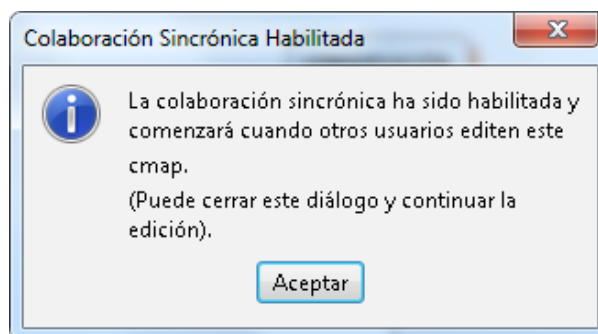 Colaboración Sincrónica Habilitada
La colaboración sincrónica ha sido habilitada y
comenzará cuando otros usuarios editen este
cmap.
(Puede cerrar este diálogo y continuar la
edición).
Aceptar